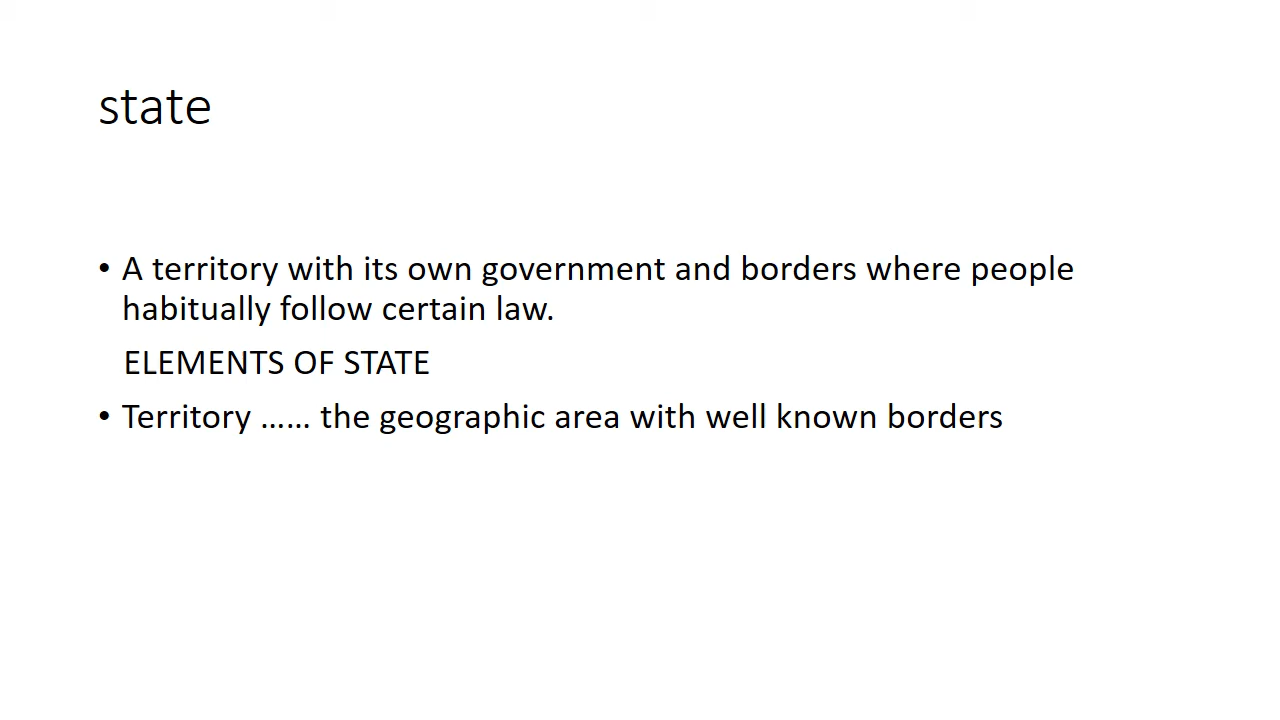 state
• A territory with its own government and borders where people
habitually follow certain law.
ELEMENTS OF STATE
• Territory …… the geographic area with well known borders